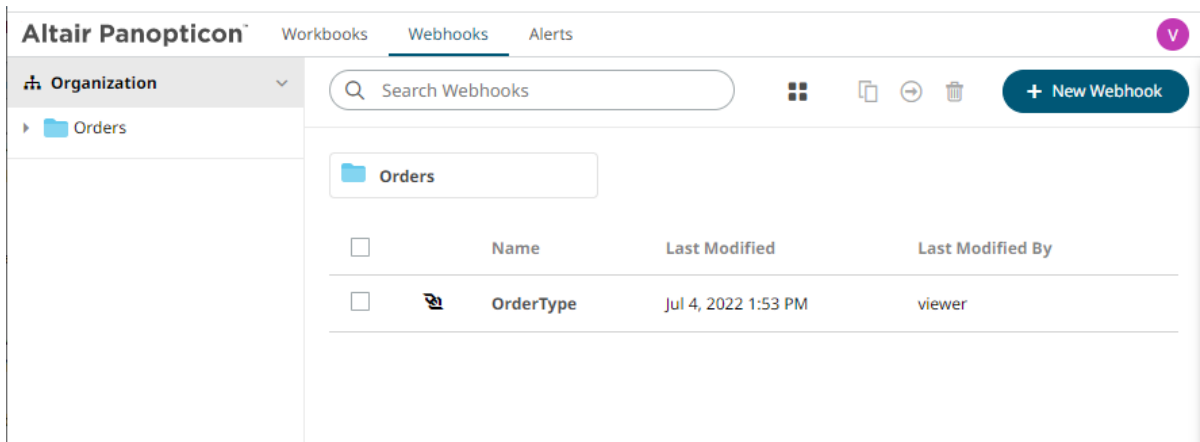 Altair Panopticon™ Workbooks Webhooks Alerts V
Organization
Orders
Search Webhooks
+ New Webhook
Orders
Name Last Modified Last Modified By
OrderType Jul 4, 2022 1:53 PM viewer